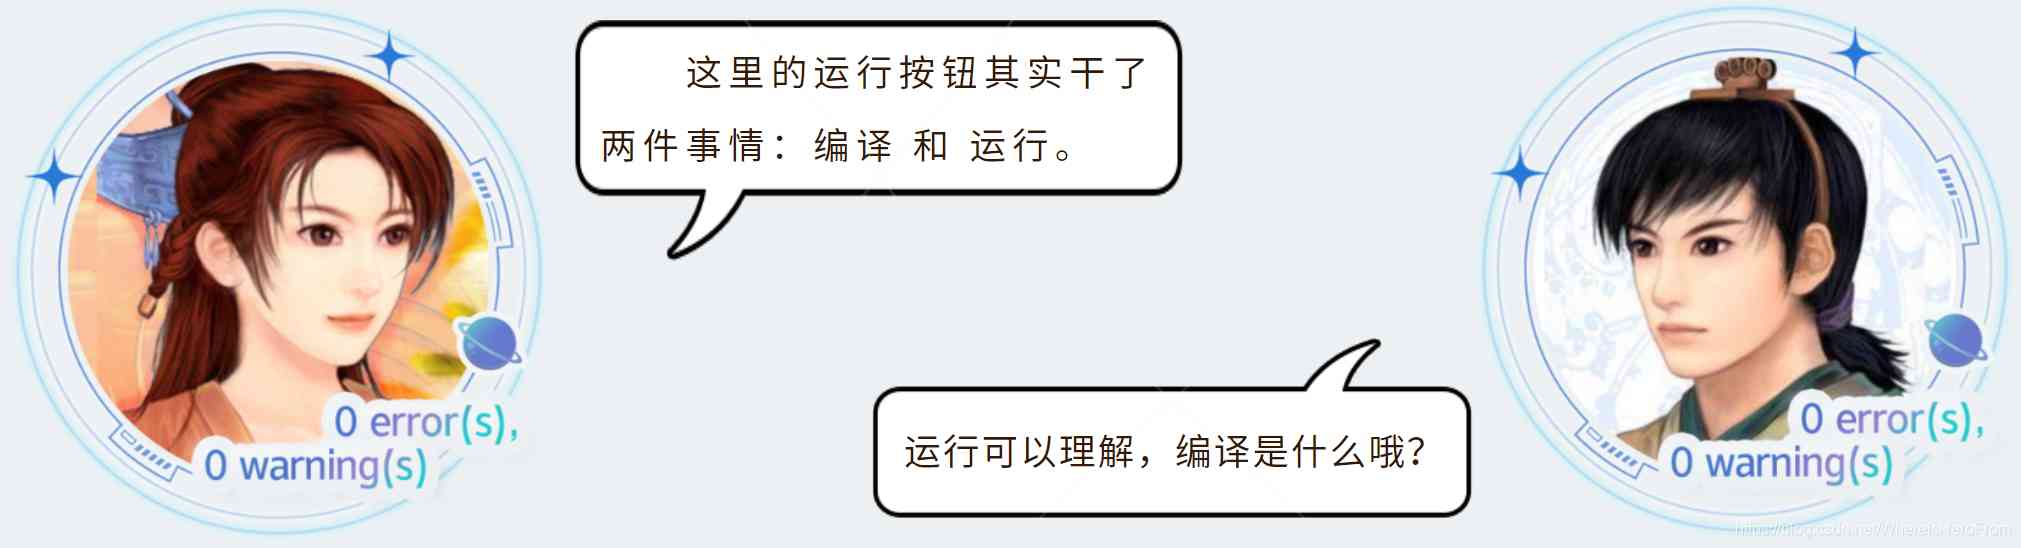 这里的运行按钮其实干了
两件事情：编译 和 运行。
运行可以理解，编译是什么哦？
0 error(s),
0 warning(s)
0 error(s),
0 warning(s)
https://blog.csdn.net/WhereIsHeroFrom